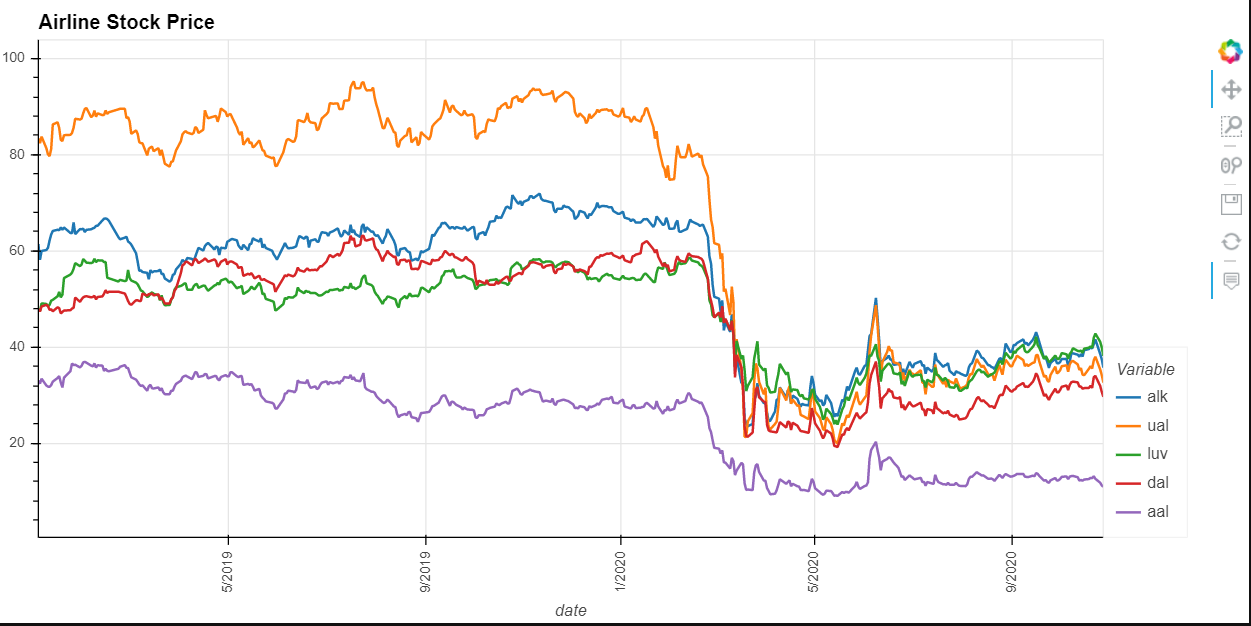 Airline Stock Price
100
80
60
40
20
5/2019
9/2019
1/2020
5/2020
9/2020
date
Variable
alk
ual
luv
dal
aal